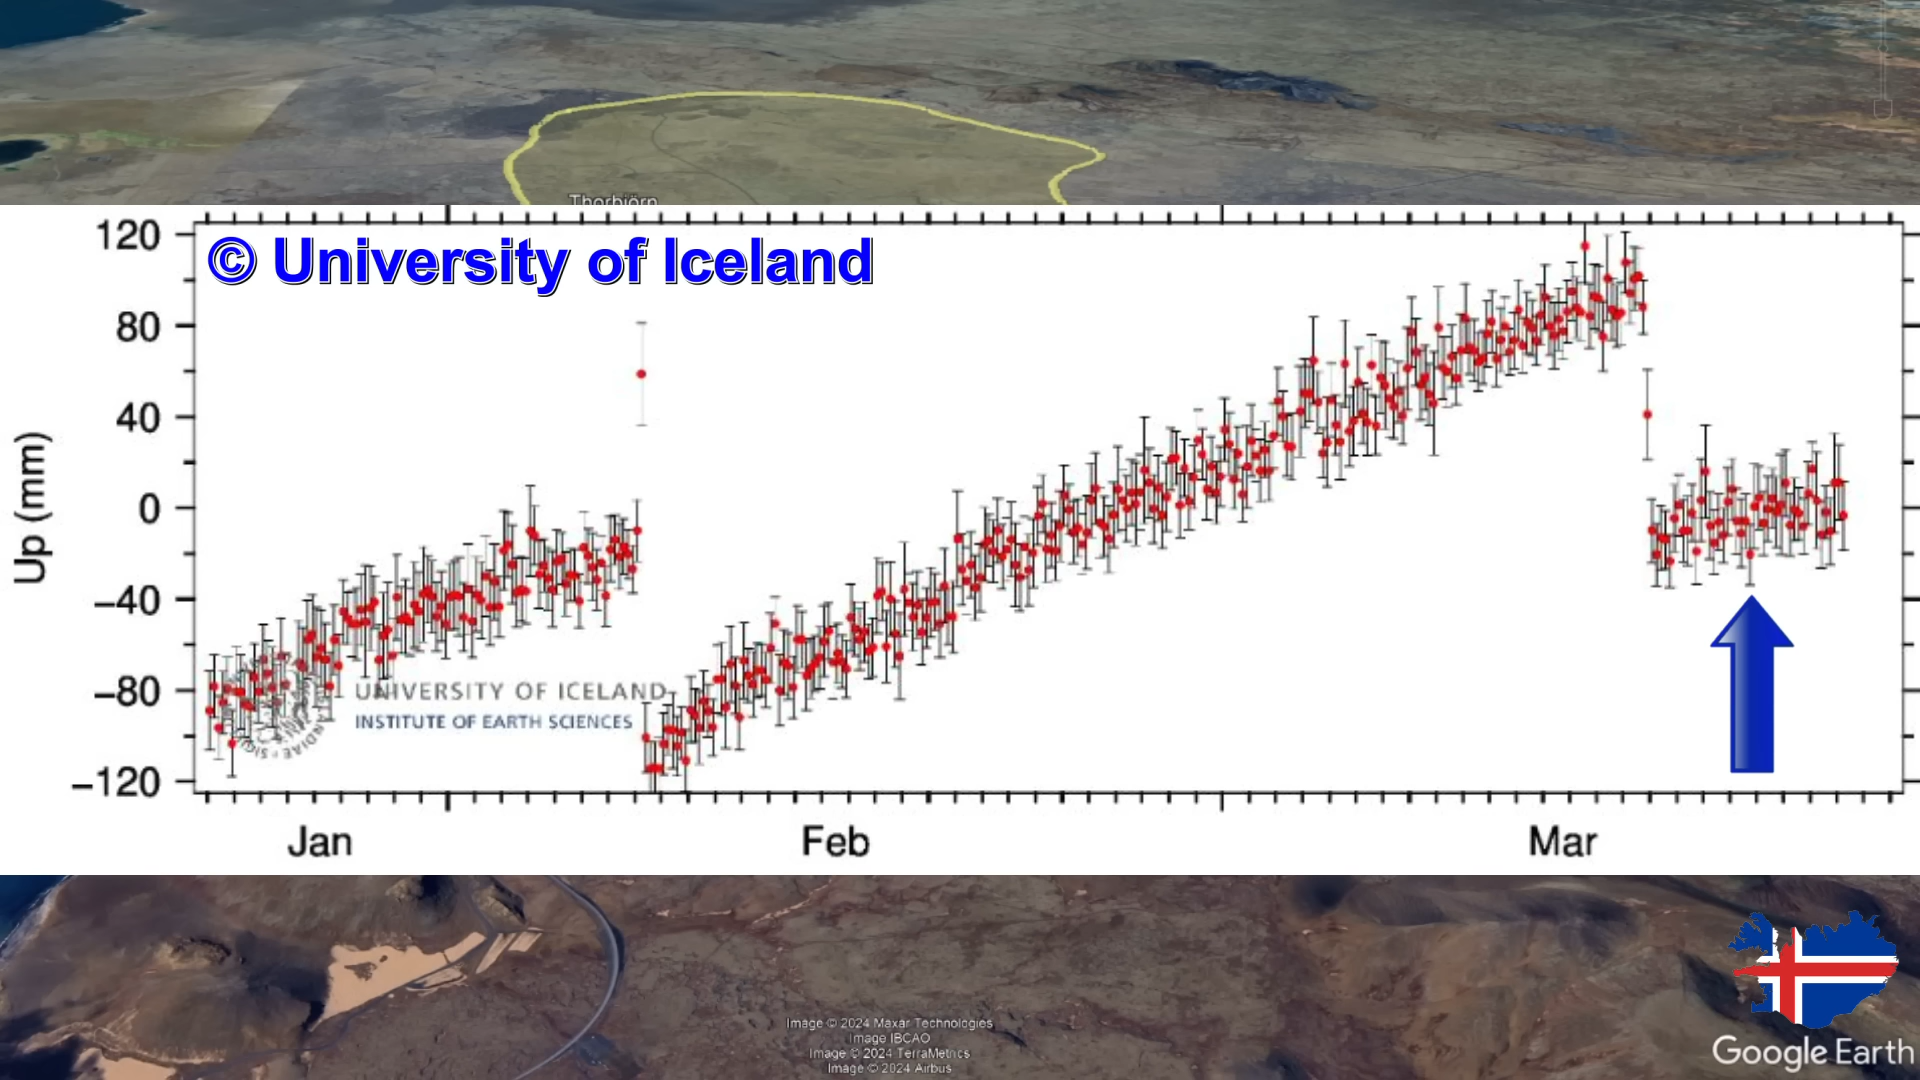 Thorbjörn
© University of Iceland
120
80
40
0
−40
−80
−120
Up (mm)
UNIVERSITY OF ICELAND
INSTITUTE OF EARTH SCIENCES
Jan Feb Mar
Image © 2024 Maxar Technologies
Image IBCAO
Image © 2024 TerraMetrics
Image © 2024 Airbus
Google Earth